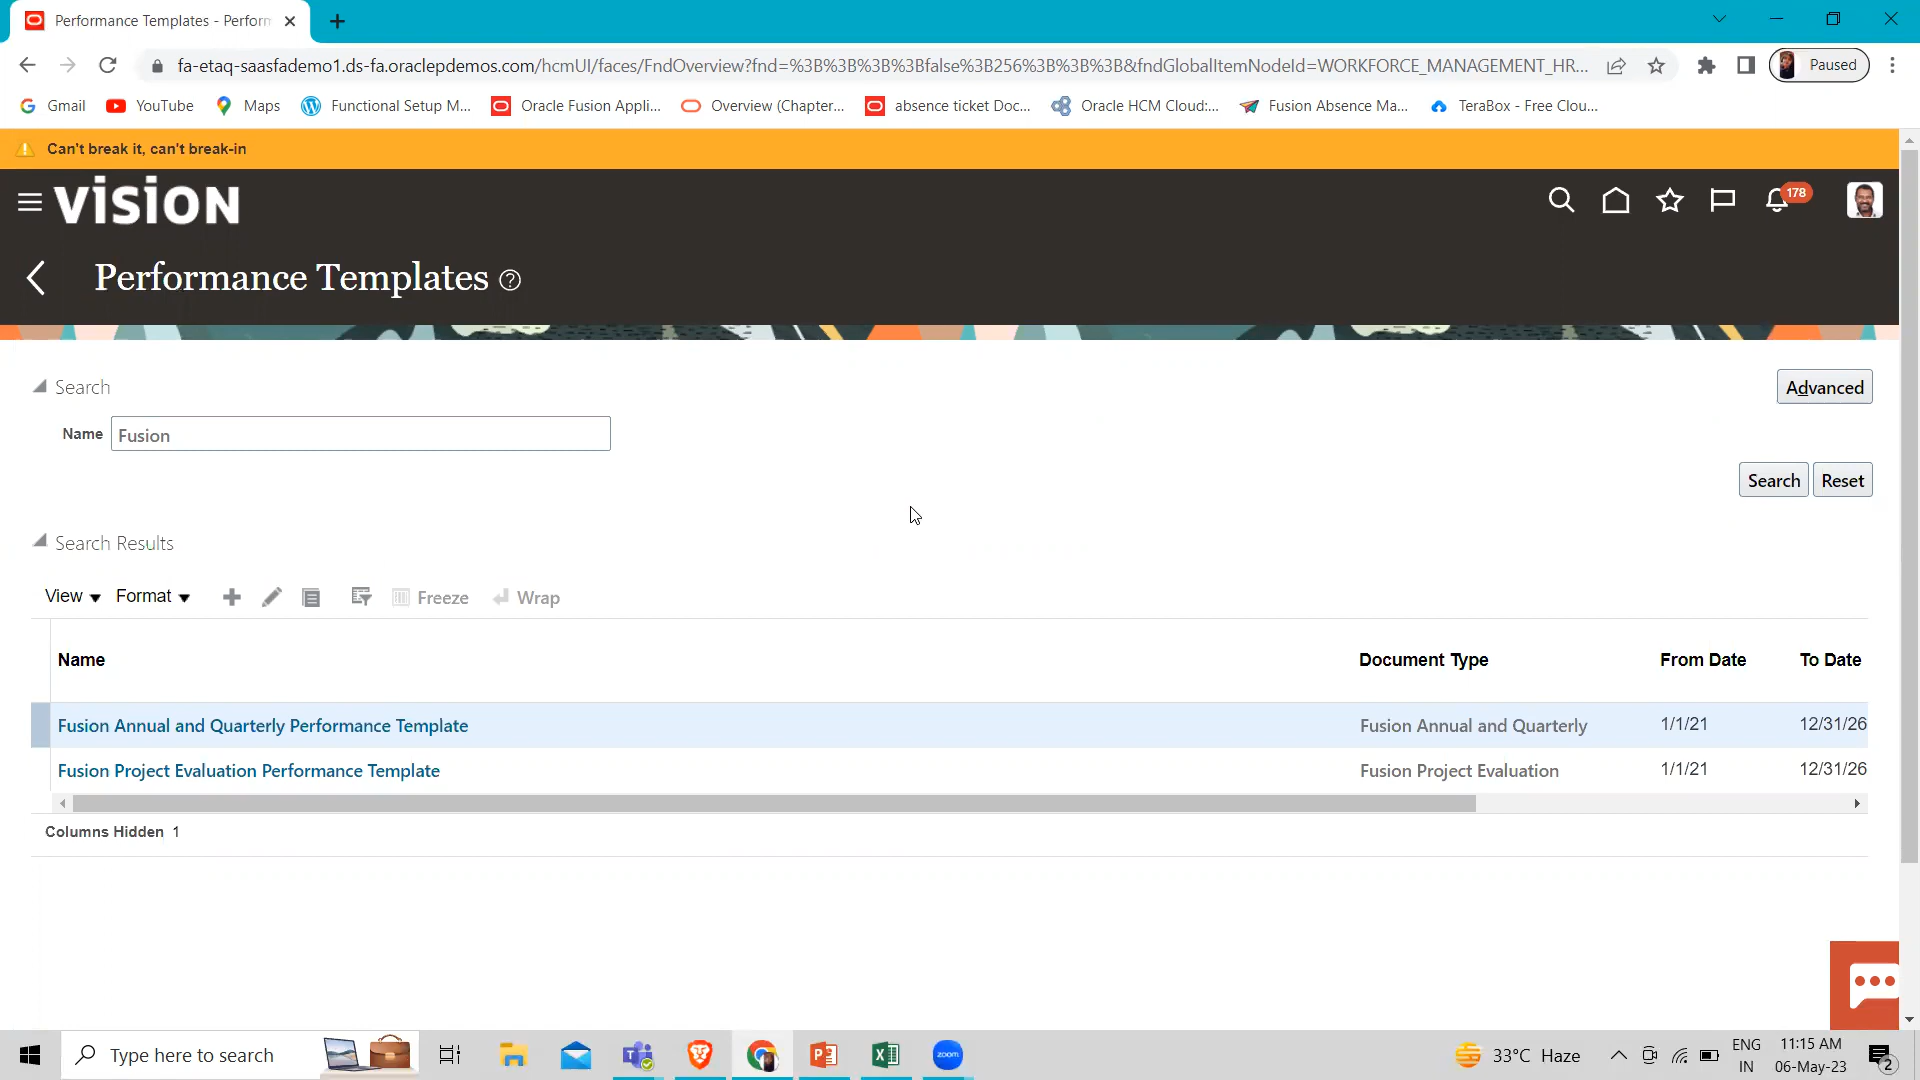 Performance Templates - Perform
fa-etaq-saasfademo1.ds-fa.oraclepdemos.com/hcmUI/faces/FndOverview?fnd=%3B%3B%3B%3Bfalse%3B256%3B%3B%3B&fndGlobalItemNodeId=WORKFORCE_MANAGEMENT_HR...
Paused
Gmail
YouTube
Maps
Functional Setup M...
Oracle Fusion Appli...
Overview (Chapter...
absence ticket Doc...
Oracle HCM Cloud:...
Fusion Absence Ma...
TeraBox - Free Clou...
Can't break it, can't break-in
VISION
178
Performance Templates
Search
Advanced
Name
Fusion
Search
Reset
Search Results
View
Format
Freeze
Wrap
Name
Document Type
From Date
To Date
Fusion Annual and Quarterly Performance Template
Fusion Annual and Quarterly
1/1/21
12/31/26
Fusion Project Evaluation Performance Template
Fusion Project Evaluation
1/1/21
12/31/26
Columns Hidden 1
Type here to search
zoom
33°C Haze
ENG
IN
11:15 AM
06-May-23
2